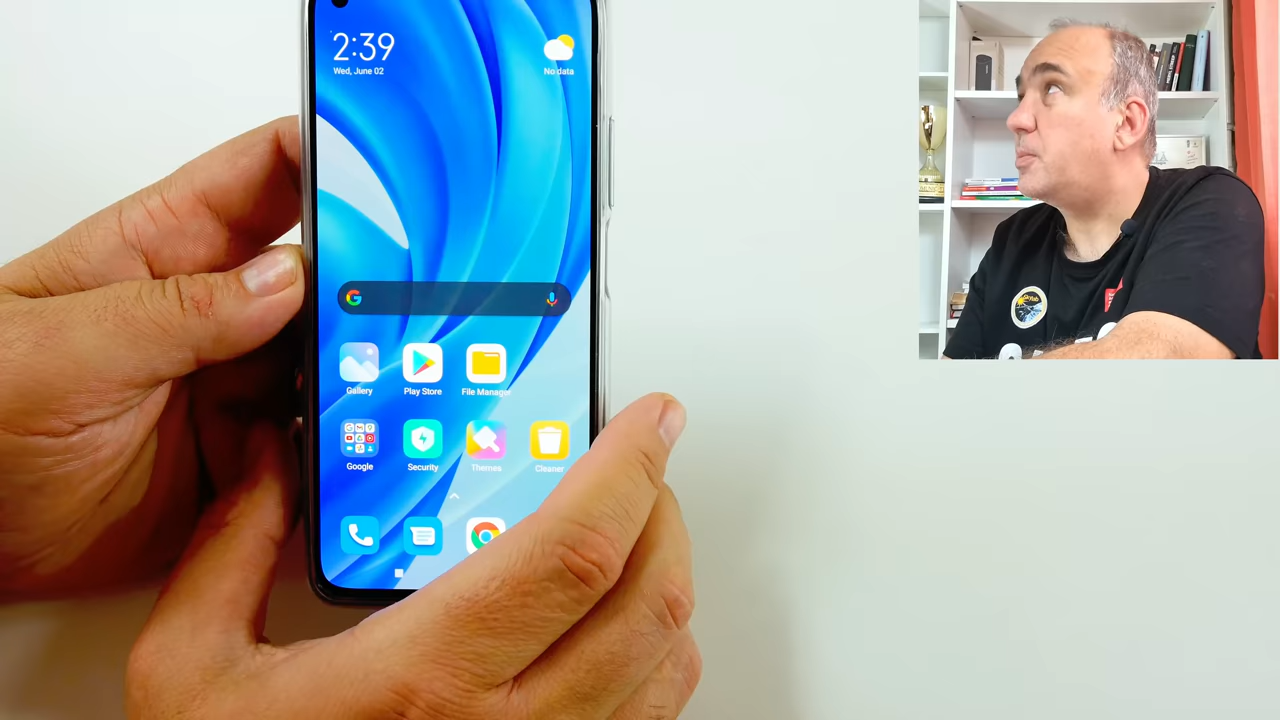 2:39
Wed, June 02
No data
Gallery
Play Store
File Manager
Google
Security
Themes
Cleaner